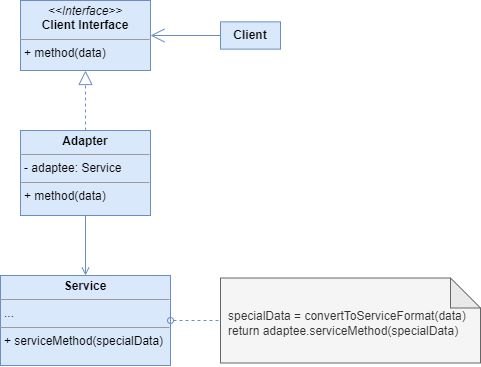 <<Interface>>
Client Interface
+ method(data)
Client
Adapter
- adaptee: Service
+ method(data)
Service
...
+ serviceMethod(specialData)
specialData = convertToServiceFormat(data)
return adaptee.serviceMethod(specialData)